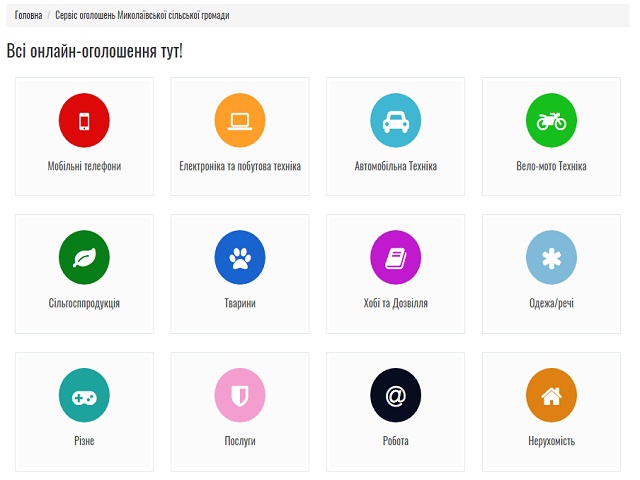 Головна / Сервіс оголошень Миколаївської сільської громади
Всі онлайн-оголошення тут!
Мобільні телефони
Електроніка та побутова техніка
Автомобільна Техніка
Вело-мото Техніка
Сільгосппродукція
Тварини
Хобі та Дозвілля
Одежа/речі
@
Різне
Послуги
Робота
Нерухомість